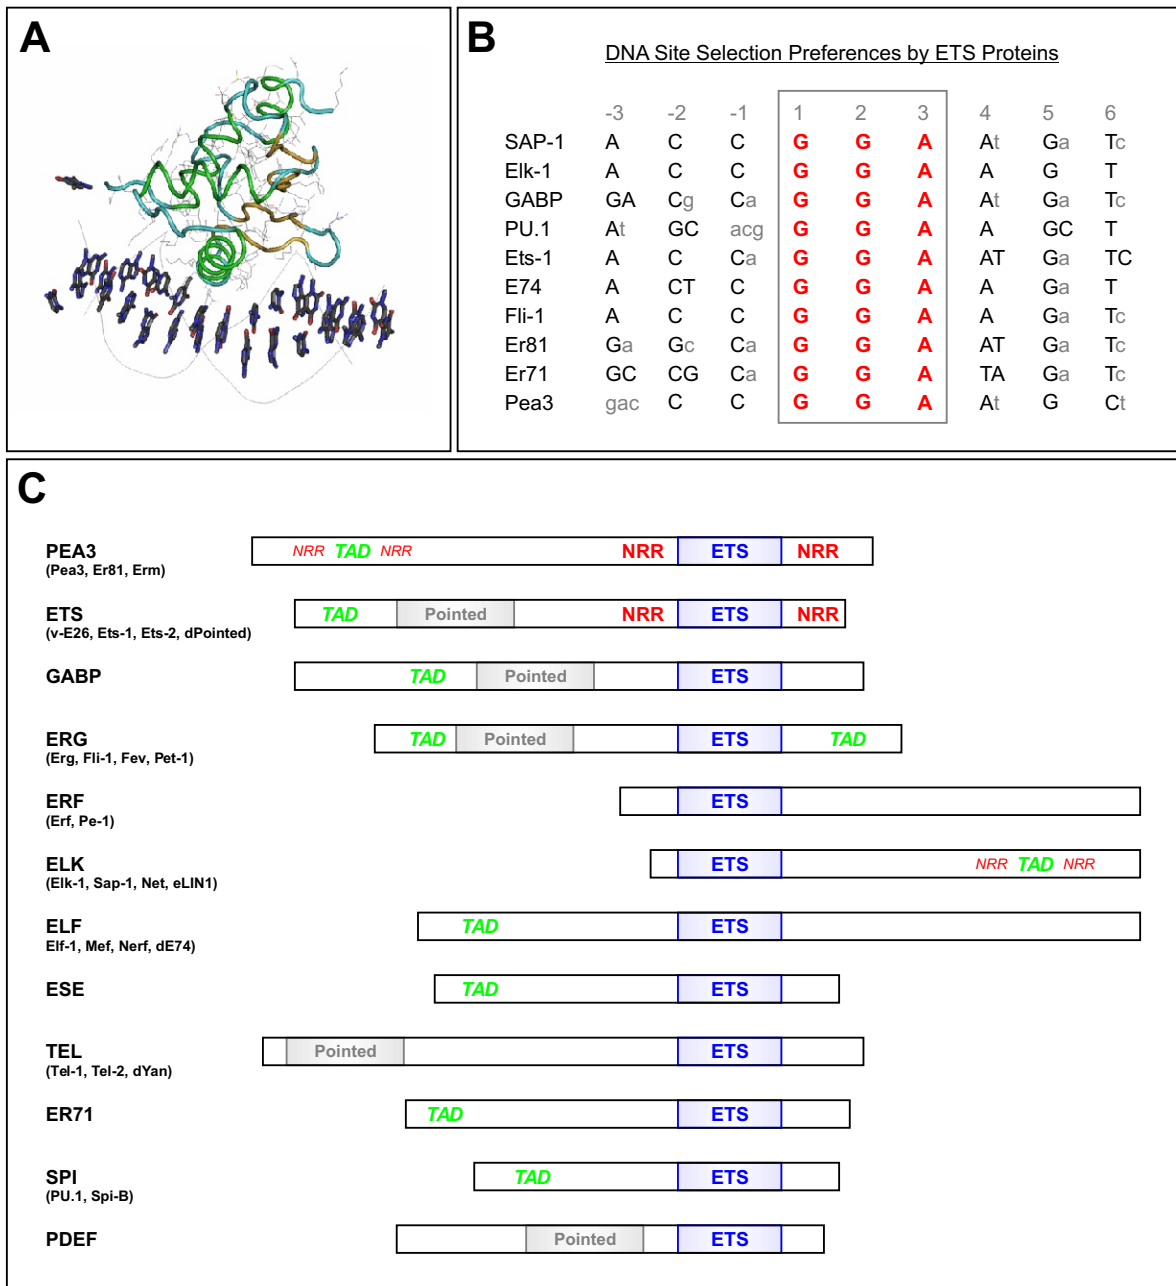 A
B
DNA Site Selection Preferences by ETS Proteins
-3 -2 -1 1 2 3 4 5 6
SAP-1 A C C G G A At Ga Tc
Elk-1 A C C G G A A G T
GABP GA Cg Ca G G A At Ga Tc
PU.1 At GC acg G G A A GC T
Ets-1 A C Ca G G A AT Ga TC
E74 A CT C G G A A Ga T
Fli-1 A C C G G A A Ga Tc
Er81 Ga Gc Ca G G A AT Ga Tc
Er71 GC CG Ca G G A TA Ga Tc
Pea3 gac C C G G A At G Ct
C
PEA3 NRR TAD NRR NRR ETS NRR
(Pea3, Er81, Erm)
ETS TAD Pointed NRR ETS NRR
(v-E26, Ets-1, Ets-2, dPointed)
GABP TAD Pointed ETS
ERG TAD Pointed ETS TAD
(Erg, Fli-1, Fev, Pet-1)
ERF ETS
(Erf, Pe-1)
ELK ETS NRR TAD NRR
(Elk-1, Sap-1, Net, eLIN1)
ELF TAD ETS
Elf-1, Mef, Nerf, dE74)
ESE TAD ETS
TEL Pointed ETS
(Tel-1, Tel-2, dYan)
ER71 TAD ETS
SPI TAD ETS
(PU.1, Spi-B)
PDEF Pointed ETS